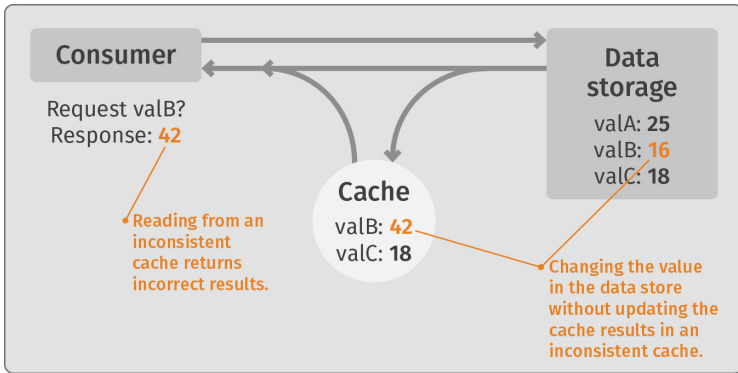 Consumer
Request valB?
Response: 42
Reading from an
inconsistent
cache returns
incorrect results.
Cache
valB: 42
valC: 18
Data
storage
valA: 25
valB: 16
valC: 18
Changing the value
in the data store
without updating the
cache results in an
inconsistent cache.